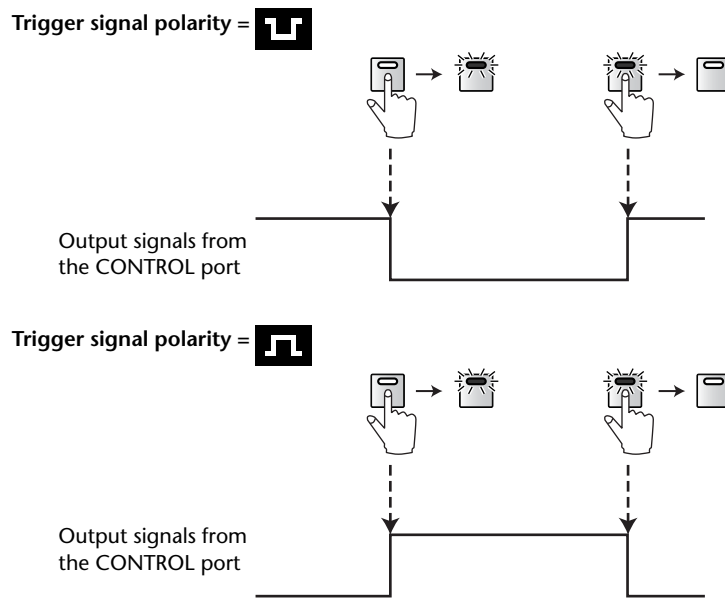 Trigger signal polarity =
Output signals from
the CONTROL port
Trigger signal polarity =
Output signals from
the CONTROL port